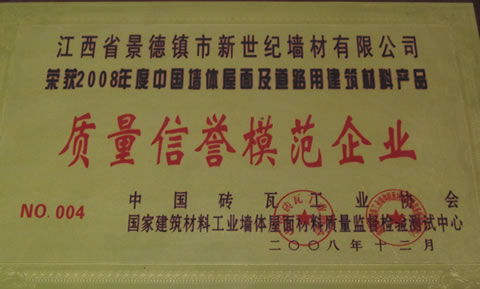 江西省景德镇市新世纪墙材有限公司
荣获2008年度中国墙体屋面及道路用建筑材料产品
质量信誉模范企业
NO. 004
中国砖瓦工业协会
国家建筑材料工业墙体屋面材料质量监督检验测试中心
二〇〇八年十二月